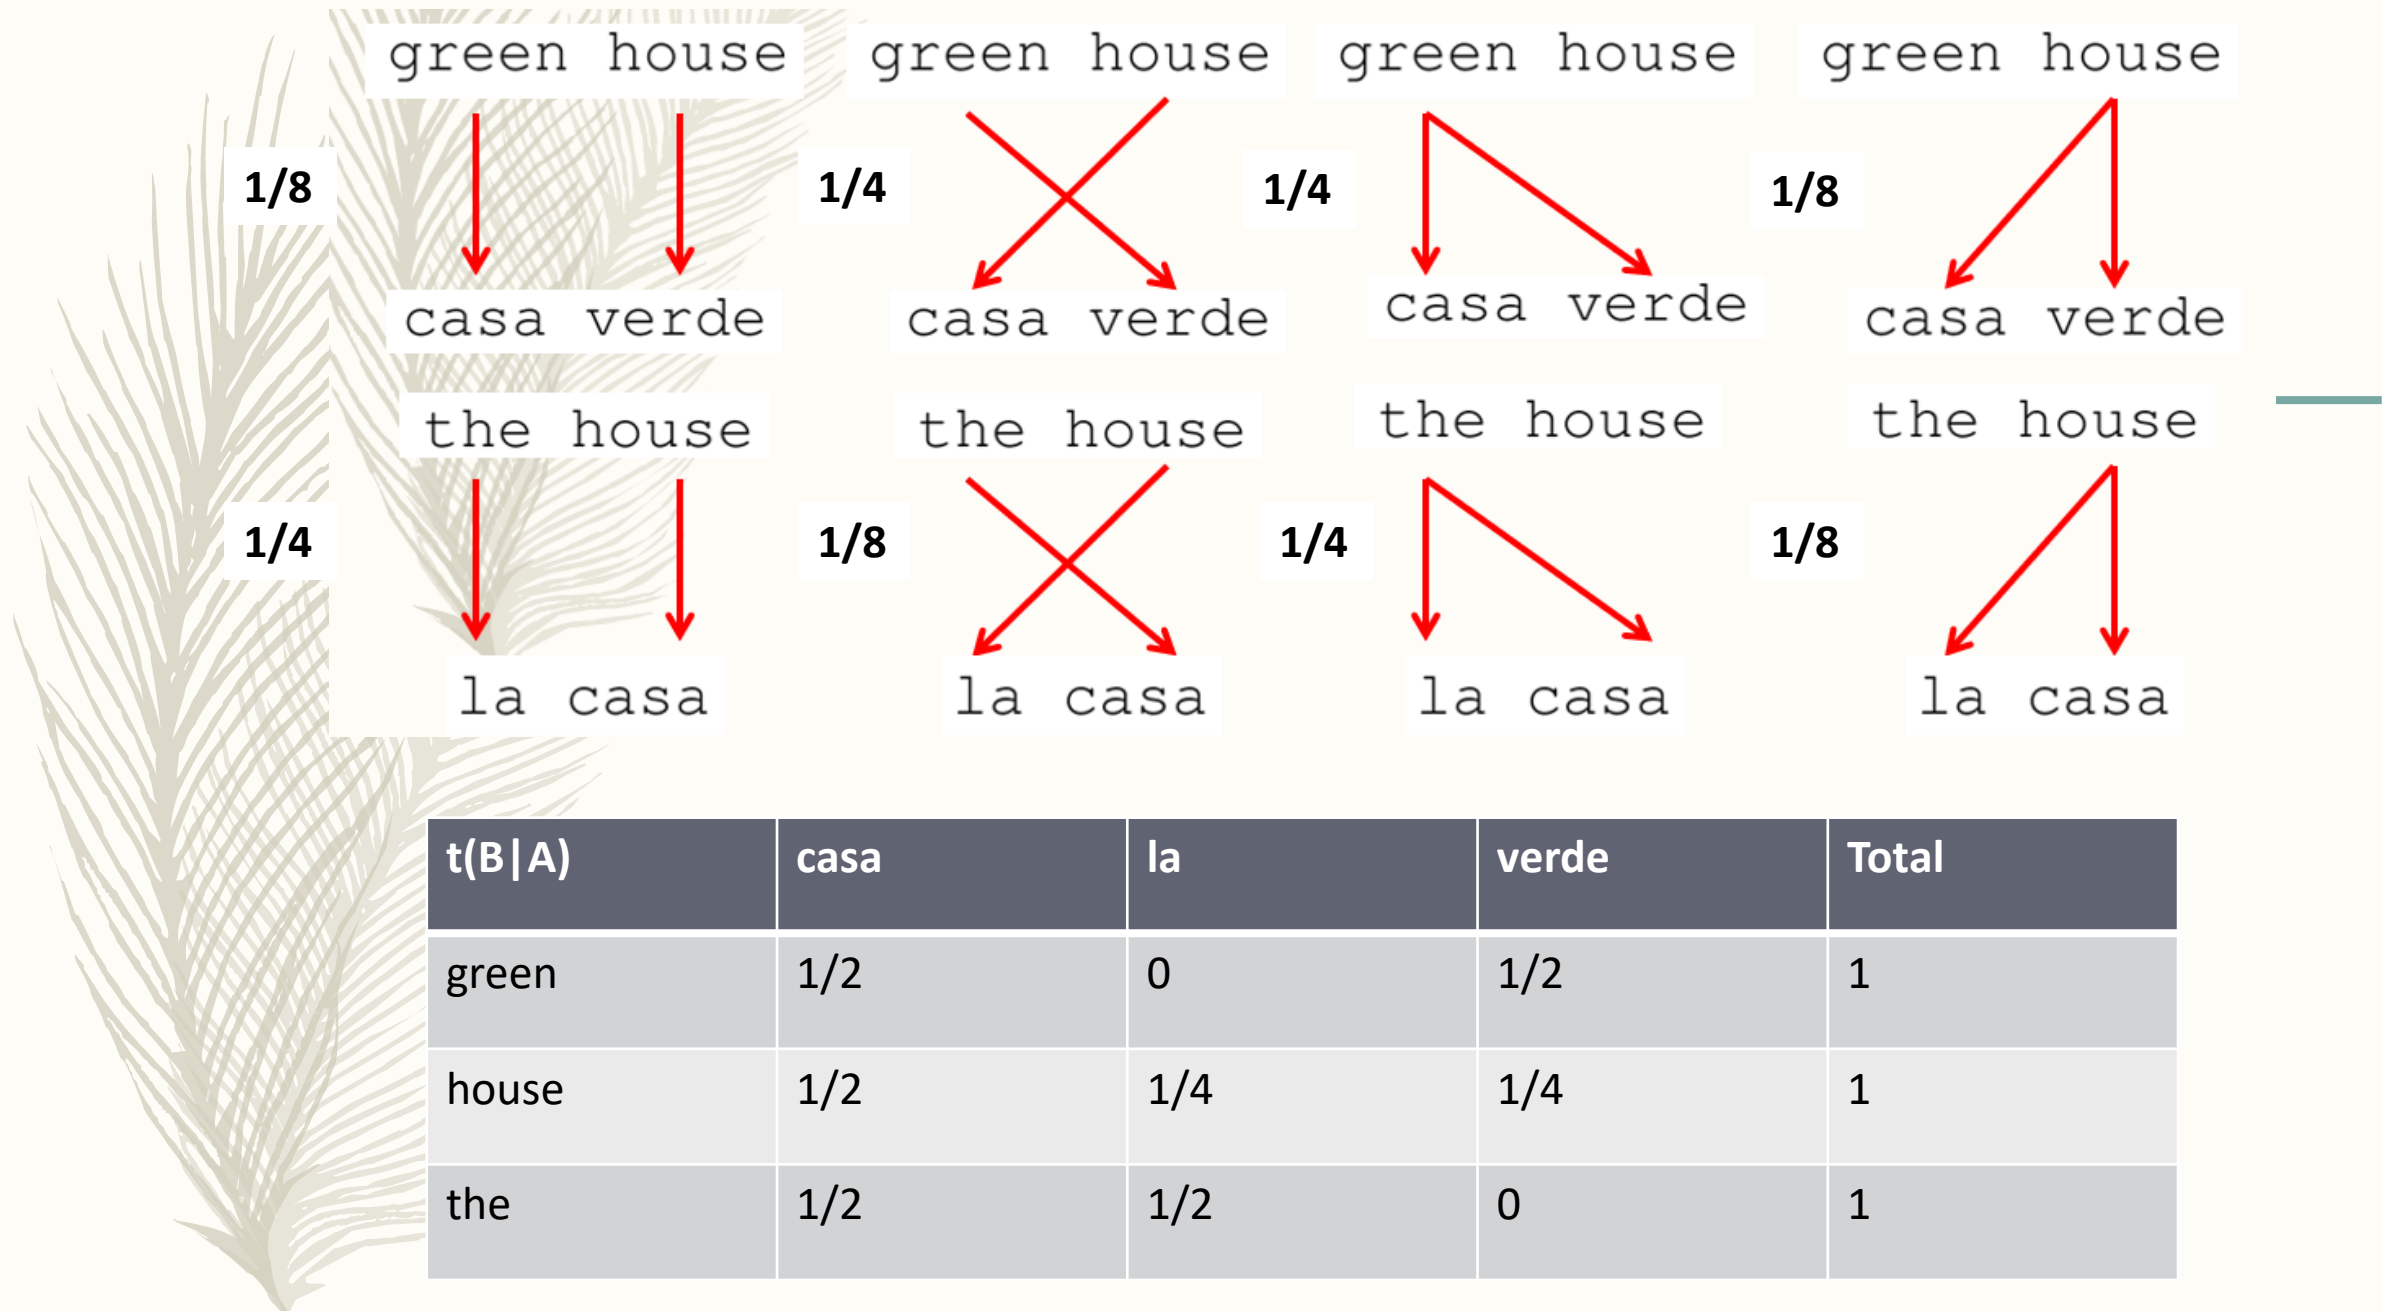 green house green house green house green house
1/8 1/4 1/4 1/8
casa verde casa verde casa verde casa verde
the house the house the house the house
1/4 1/8 1/4 1/8
la casa la casa la casa la casa
t(B|A) casa la verde Total
green 1/2 0 1/2 1
house 1/2 1/4 1/4 1
the 1/2 1/2 0 1